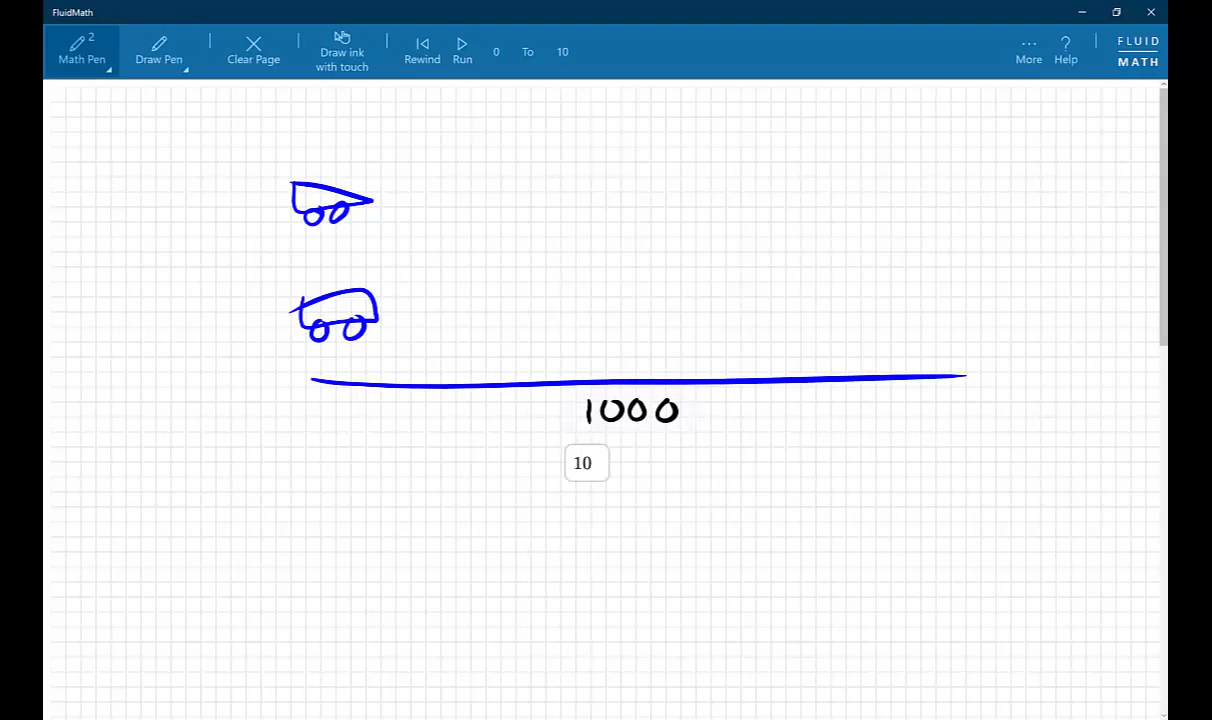 FluidMath
2
Math Pen
Draw Pen
Clear Page
Draw ink
with touch
Rewind
Run
0
To
10
More
Help
FLUID
MATH
1000
10